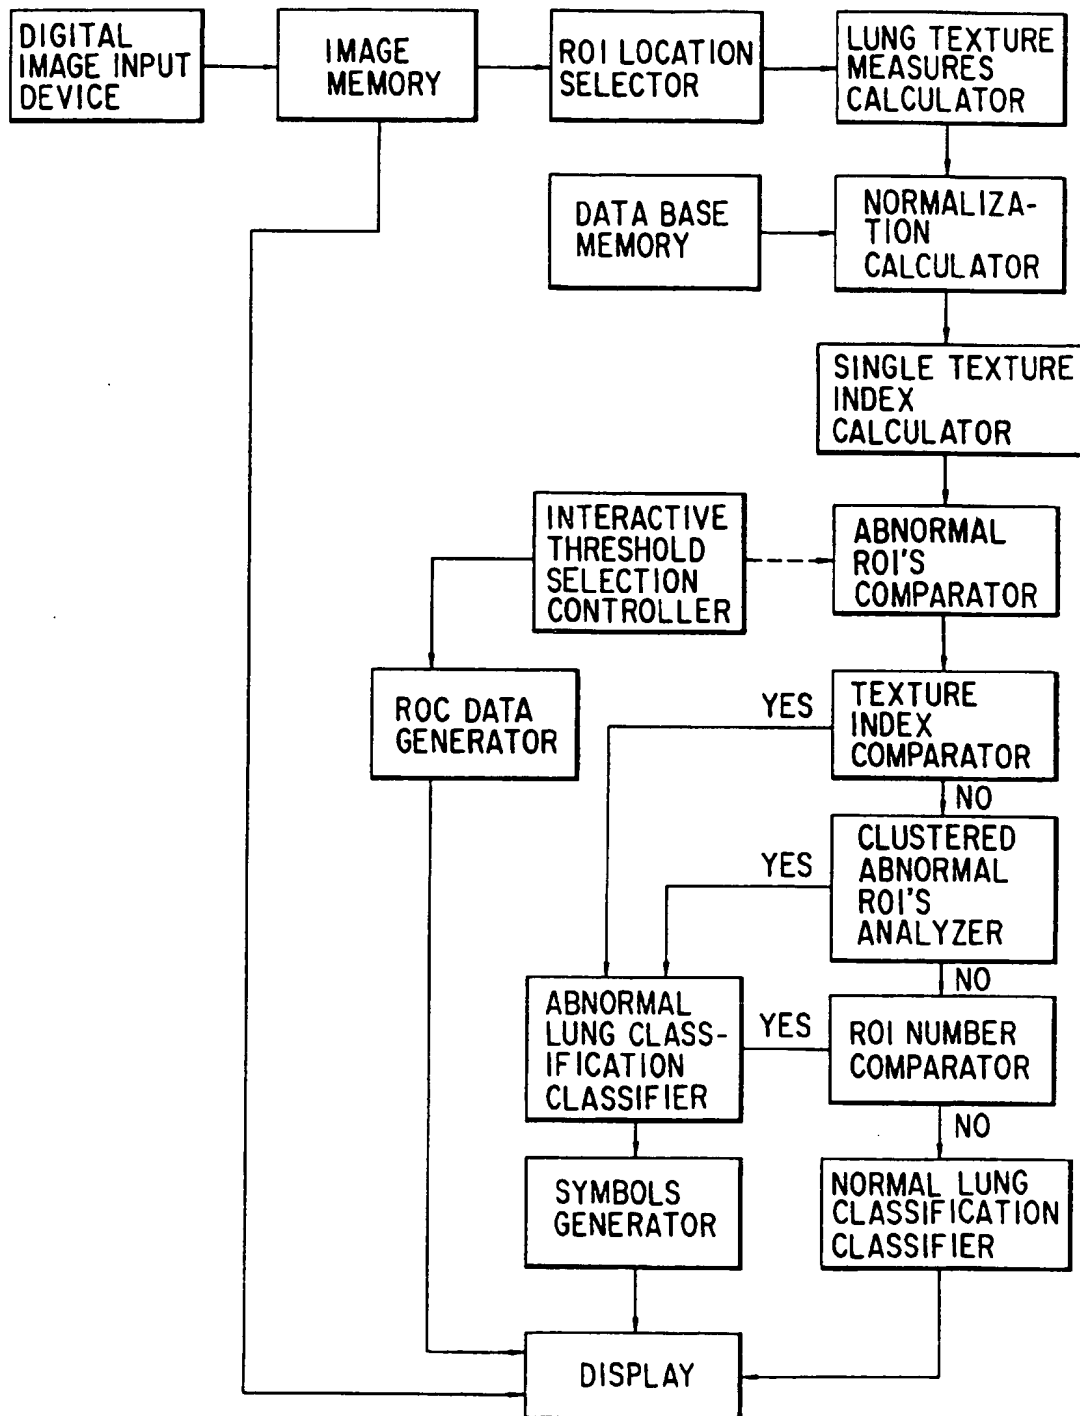 DIGITAL
IMAGE INPUT
DEVICE
IMAGE
MEMORY
ROI LOCATION
SELECTOR
LUNG TEXTURE
MEASURES
CALCULATOR
DATA BASE
MEMORY
NORMALIZA-
TION
CALCULATOR
SINGLE TEXTURE
INDEX
CALCULATOR
INTERACTIVE
THRESHOLD
SELECTION
CONTROLLER
ABNORMAL
ROI'S
COMPARATOR
ROC DATA
GENERATOR
YES
TEXTURE
INDEX
COMPARATOR
NO
YES
CLUSTERED
ABNORMAL
ROI'S
ANALYZER
NO
ABNORMAL
LUNG CLASS-
IFICATION
CLASSIFIER
YES
ROI NUMBER
COMPARATOR
NO
SYMBOLS
GENERATOR
NORMAL LUNG
CLASSIFICATION
CLASSIFIER
DISPLAY